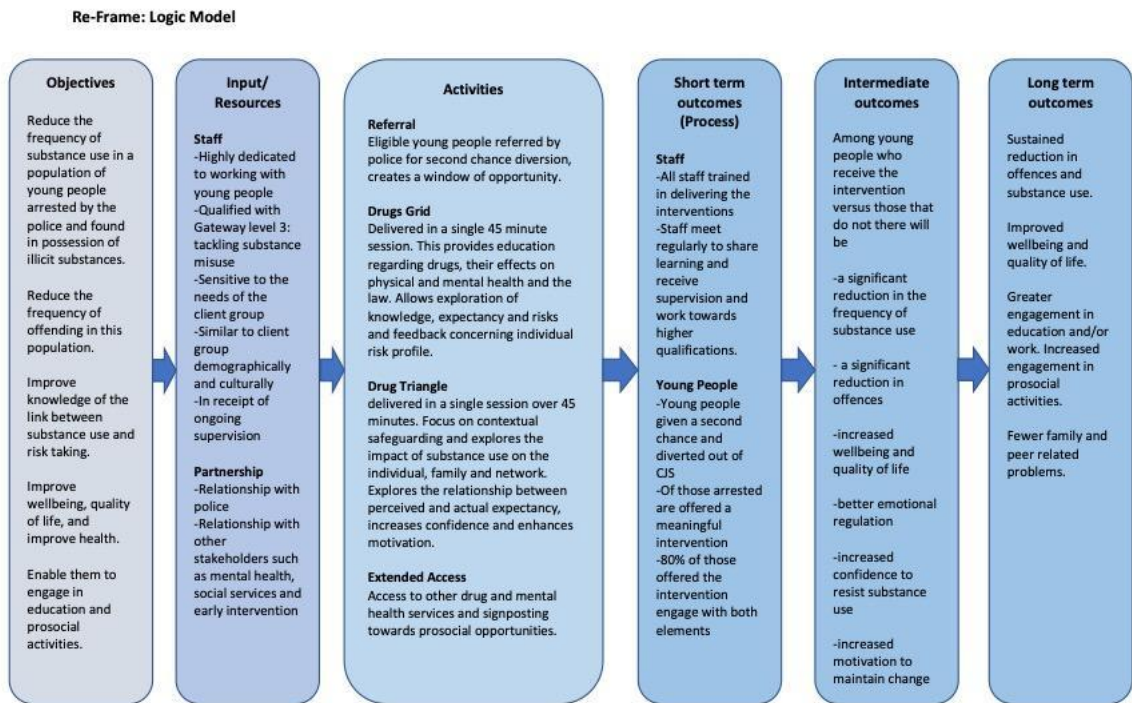 Re-Frame: Logic Model
Objectives
Reduce the
frequency of
substance use in a
population of
young people
arrested by the
police and found
in possession of
illicit substances.
Reduce the
frequency of
offending in this
population.
Improve
knowledge of the
link between
substance use and
risk taking.
Improve
wellbeing, quality
of life, and
improve health.
Enable them to
engage in
education and
prosocial
activities.
Input/
Resources
Staff
-Highly dedicated
to working with
young people
-Qualified with
Gateway level 3:
tackling substance
misuse
-Sensitive to the
needs of the
client group
-Similar to client
group
demographically
and culturally
-In receipt of
ongoing
supervision
Partnership
-Relationship with
police
-Relationship with
other
stakeholders such
as mental health,
social services and
early intervention
Activities
Referral
Eligible young people referred by
police for second chance diversion,
creates a window of opportunity.
Drugs Grid
Delivered in a single 45 minute
session. This provides education
regarding drugs, their effects on
physical and mental health and the
law. Allows exploration of
knowledge, expectancy and risks
and feedback concerning individual
risk profile.
Drug Triangle
delivered in a single session over 45
minutes. Focus on contextual
safeguarding and explores the
impact of substance use on the
individual, family and network.
Explores the relationship between
perceived and actual expectancy,
increases confidence and enhances
motivation.
Extended Access
Access to other drug and mental
health services and signposting
towards prosocial opportunities.
Short term
outcomes
(Process)
Staff
-All staff trained
in delivering the
interventions
-Staff meet
regularly to share
learning and
receive
supervision and
work towards
higher
qualifications.
Young People
-Young people
given a second
chance and
diverted out of
CJS
-Of those arrested
are offered a
meaningful
intervention
-80% of those
offered the
intervention
engage with both
elements
Intermediate
outcomes
Among young
people who
receive the
intervention
versus those that
do not there will
be
-a significant
reduction in the
frequency of
substance use
- a significant
reduction in
offences
-increased
wellbeing and
quality of life
-better emotional
regulation
-increased
confidence to
resist substance
use
-increased
motivation to
maintain change
Long term
outcomes
Sustained
reduction in
offences and
substance use.
Improved
wellbeing and
quality of life.
Greater
engagement in
education and/or
work. Increased
engagement in
prosocial
activities.
Fewer family and
peer related
problems.